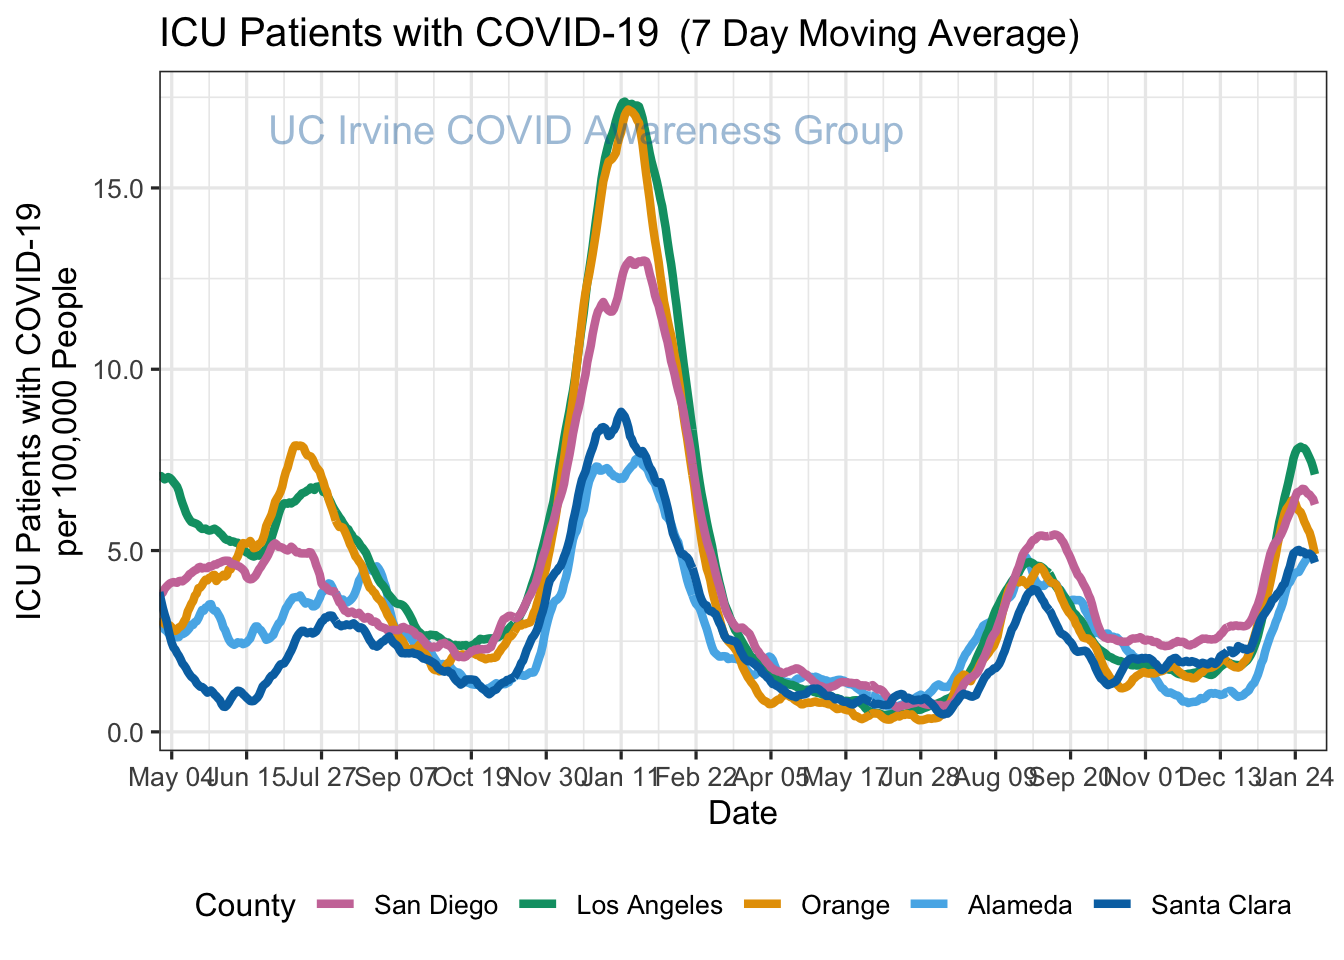 ICU Patients with COVID-19 (7 Day Moving Average)
UC Irvine COVID Awareness Group
ICU Patients with COVID-19
per 100,000 People
15.0
10.0
5.0
0.0
May 04 Jun 15 Jul 27 Sep 07 Oct 19 Nov 30 Jan 11 Feb 22 Apr 05 May 17 Jun 28 Aug 09 Sep 20 Nov 01 Dec 13 Jan 24
Date
County San Diego Los Angeles Orange Alameda Santa Clara